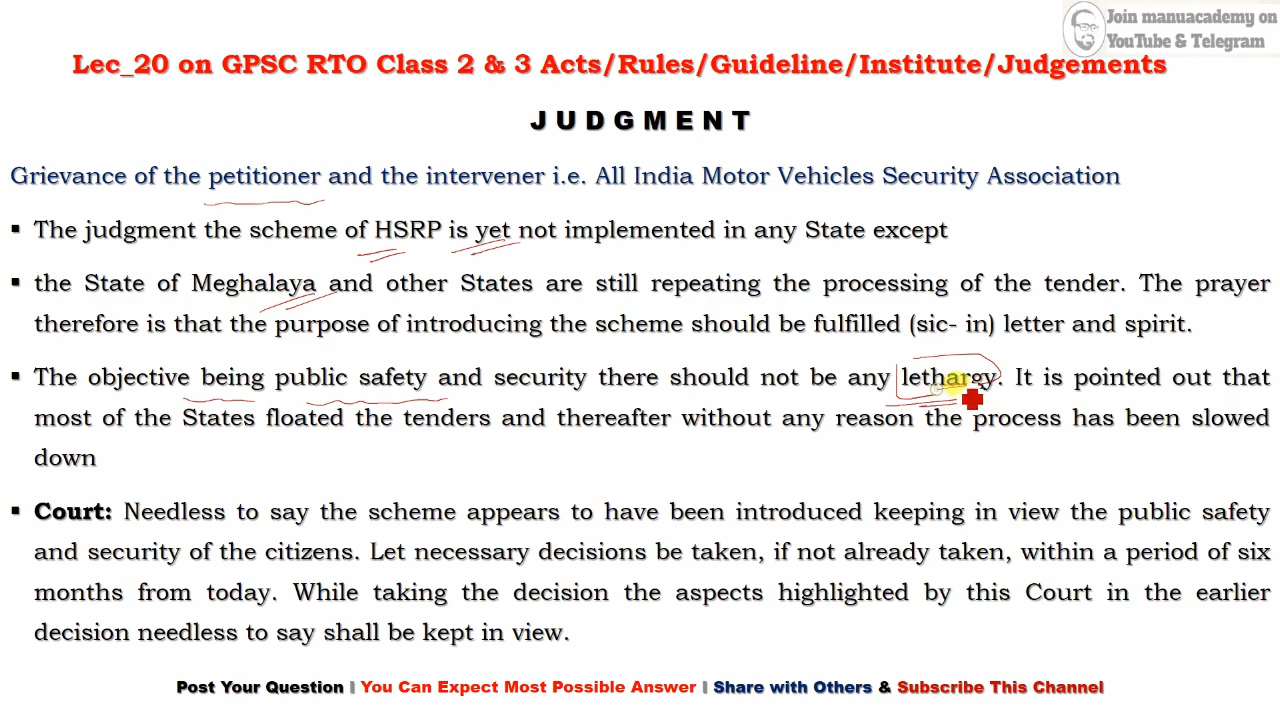 Join manuacademy on
YouTube & Telegram
Lec_20 on GPSC RTO Class 2 & 3 Acts/Rules/Guideline/Institute/Judgements
JUDGMENT
Grievance of the petitioner and the intervener i.e. All India Motor Vehicles Security Association
▪ The judgment the scheme of HSRP is yet not implemented in any State except
▪ the State of Meghalaya and other States are still repeating the processing of the tender. The prayer
therefore is that the purpose of introducing the scheme should be fulfilled (sic- in) letter and spirit.
▪ The objective being public safety and security there should not be any lethargy. It is pointed out that
most of the States floated the tenders and thereafter without any reason the process has been slowed
down
▪ Court: Needless to say the scheme appears to have been introduced keeping in view the public safety
and security of the citizens. Let necessary decisions be taken, if not already taken, within a period of six
months from today. While taking the decision the aspects highlighted by this Court in the earlier
decision needless to say shall be kept in view.
Post Your Question | You Can Expect Most Possible Answer | Share with Others & Subscribe This Channel